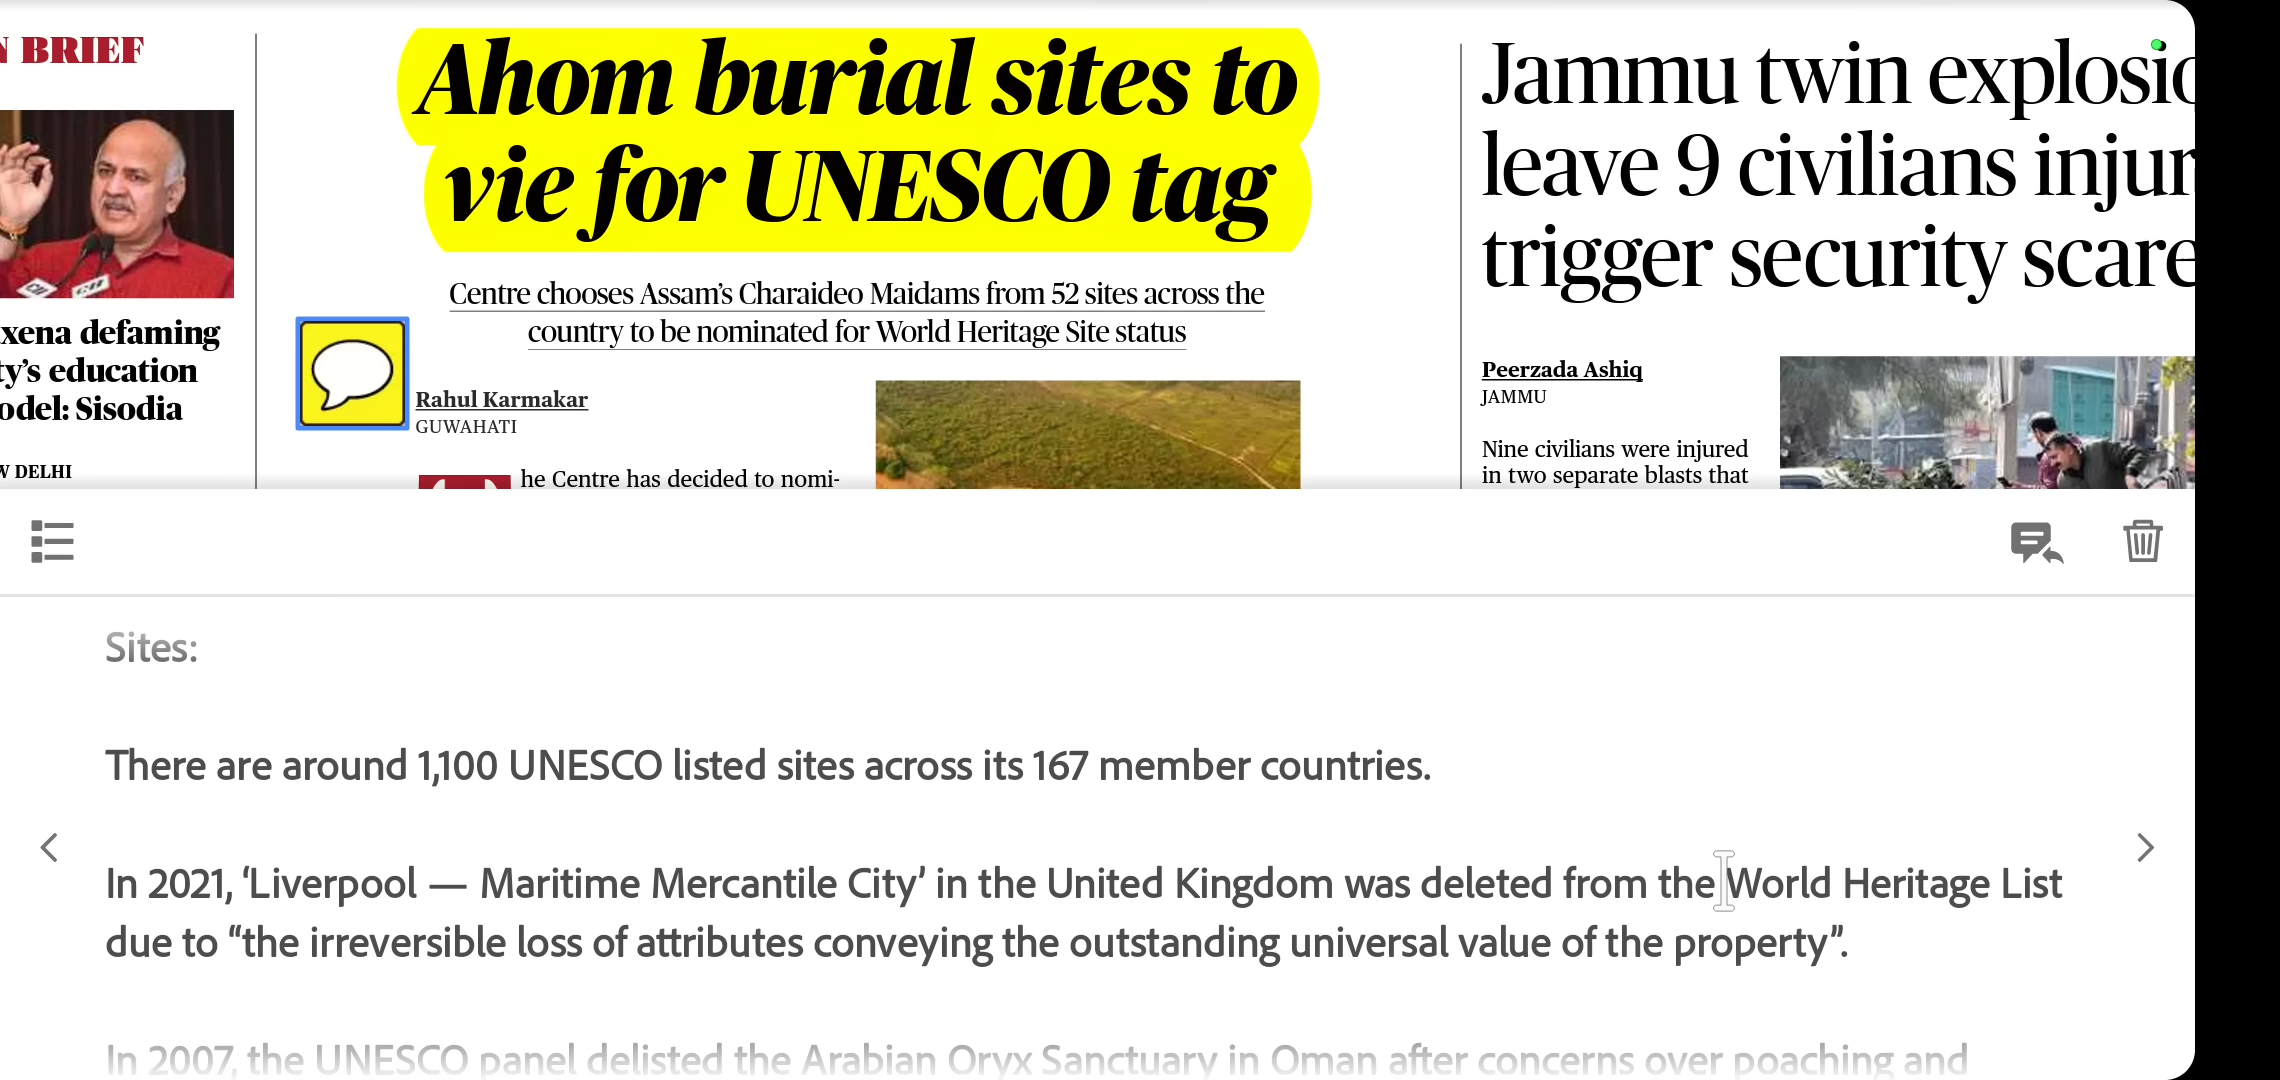 N BRIEF
xena defaming
ty's education
odel: Sisodia
W DELHI
Ahom burial sites to
vie for UNESCO tag
Centre chooses Assam's Charaideo Maidams from 52 sites across the
country to be nominated for World Heritage Site status
Rahul Karmakar
GUWAHATI
he Centre has decided to nomi-
Jammu twin explosio
leave 9 civilians injur
trigger security scare
Peerzada Ashiq
JAMMU
Nine civilians were injured
in two separate blasts that
Sites:
There are around 1,100 UNESCO listed sites across its 167 member countries.
In 2021, ‘Liverpool — Maritime Mercantile City’ in the United Kingdom was deleted from the World Heritage List
due to “the irreversible loss of attributes conveying the outstanding universal value of the property”.
In 2007, the UNESCO panel delisted the Arabian Oryx Sanctuary in Oman after concerns over poaching and